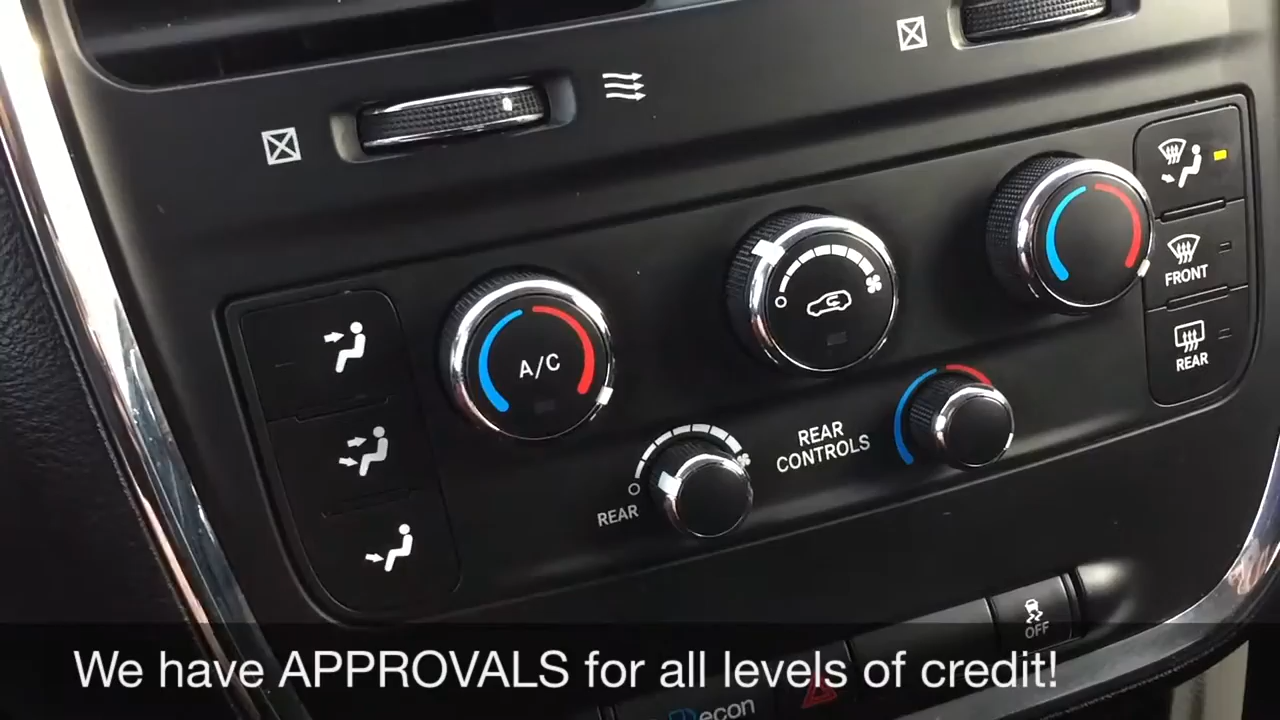 FRONT
A/C
REAR
REAR
CONTROLS
REAR
OFF
We have APPROVALS for all levels of credit!
econ